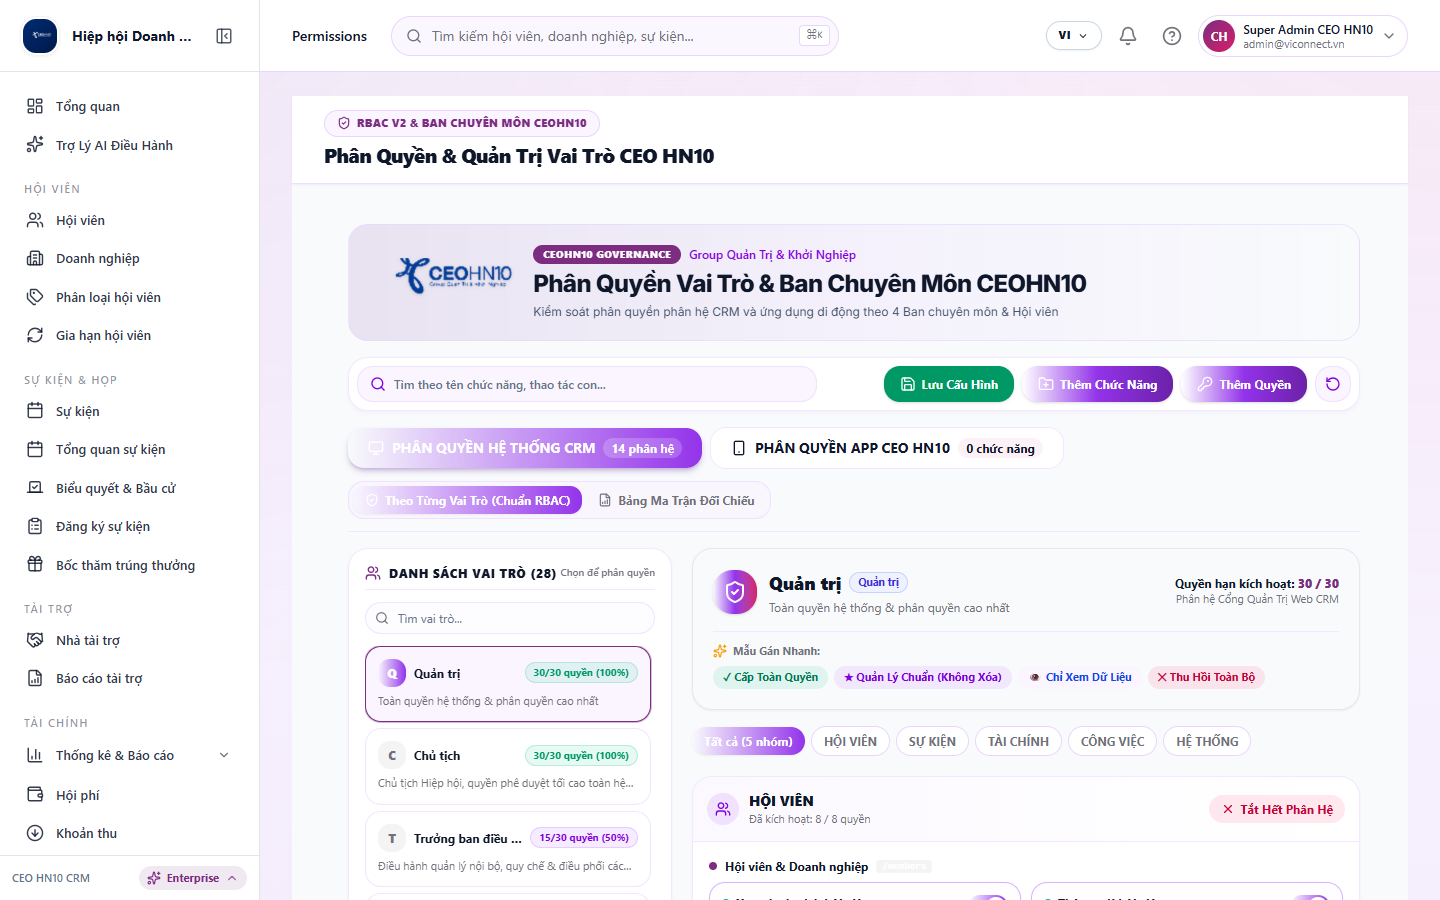 Hiệp hội Doanh ...
Permissions
Tìm kiếm hội viên, doanh nghiệp, sự kiện...
⌘K
VI
CH
Super Admin CEO HN10
admin@viconnect.vn
Tổng quan
Trợ Lý AI Điều Hành
HỘI VIÊN
Hội viên
Doanh nghiệp
Phân loại hội viên
Gia hạn hội viên
SỰ KIỆN & HỌP
Sự kiện
Tổng quan sự kiện
Biểu quyết & Bầu cử
Đăng ký sự kiện
Bốc thăm trúng thưởng
TÀI TRỢ
Nhà tài trợ
Báo cáo tài trợ
TÀI CHÍNH
Thống kê & Báo cáo
Hội phí
Khoản thu
CEO HN10 CRM
Enterprise
RBAC V2 & BAN CHUYÊN MÔN CEOHN10
Phân Quyền & Quản Trị Vai Trò CEO HN10
CEOHN10
Group Quản Trị & Khởi Nghiệp
CEOHN10 GOVERNANCE
Group Quản Trị & Khởi Nghiệp
Phân Quyền Vai Trò & Ban Chuyên Môn CEOHN10
Kiểm soát phân quyền phân hệ CRM và ứng dụng di động theo 4 Ban chuyên môn & Hội viên
Tìm theo tên chức năng, thao tác con...
Lưu Cấu Hình
Thêm Chức Năng
Thêm Quyền
PHÂN QUYỀN HỆ THỐNG CRM
14 phân hệ
PHÂN QUYỀN APP CEO HN10
0 chức năng
Theo Từng Vai Trò (Chuẩn RBAC)
Bảng Ma Trận Đối Chiếu
DANH SÁCH VAI TRÒ (28)
Chọn để phân quyền
Tìm vai trò...
Q
Quản trị
30/30 quyền (100%)
Toàn quyền hệ thống & phân quyền cao nhất
C
Chủ tịch
30/30 quyền (100%)
Chủ tịch Hiệp hội, quyền phê duyệt tối cao toàn hệ...
T
Trưởng ban điều ...
15/30 quyền (50%)
Điều hành quản lý nội bộ, quy chế & điều phối các...
Quản trị
Quản trị
Toàn quyền hệ thống & phân quyền cao nhất
Quyền hạn kích hoạt: 30 / 30
Phân hệ Cổng Quản Trị Web CRM
Mẫu Gán Nhanh:
✓ Cấp Toàn Quyền
★ Quản Lý Chuẩn (Không Xóa)
Chỉ Xem Dữ Liệu
✕ Thu Hồi Toàn Bộ
Tất cả (5 nhóm)
HỘI VIÊN
SỰ KIỆN
TÀI CHÍNH
CÔNG VIỆC
HỆ THỐNG
HỘI VIÊN
Đã kích hoạt: 8 / 8 quyền
✕ Tắt Hết Phân Hệ
Hội viên & Doanh nghiệp